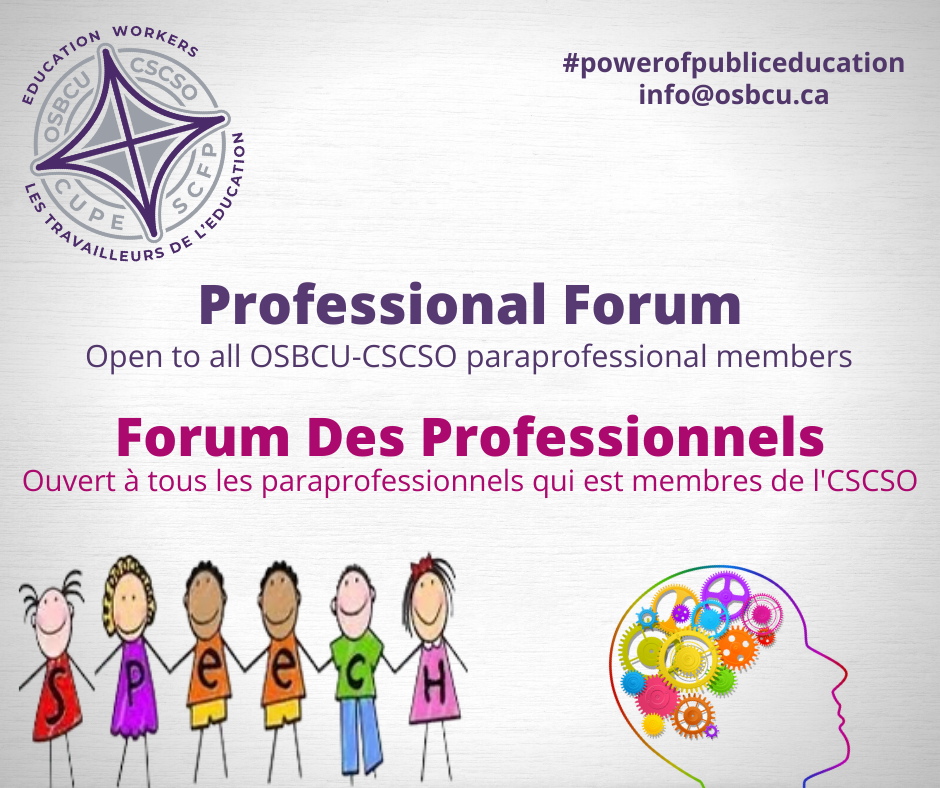 EDUCATION WORKERS
OSBCU CSCSO
CUPE SCFP
LES TRAVAILLEURS DE L'EDUCATION
#powerofpubliceducation
info@osbcu.ca
Professional Forum
Open to all OSBCU-CSCSO paraprofessional members
Forum Des Professionnels
Ouvert à tous les paraprofessionnels qui est membres de l'CSCSO
SPeecH